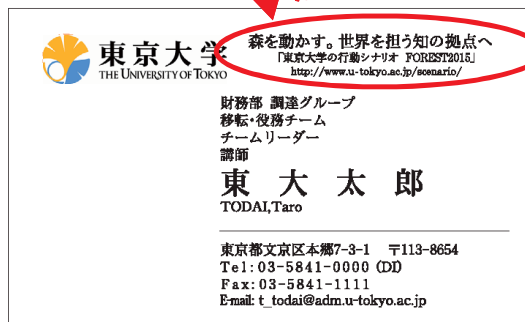 東京大学
THE UNIVERSITY OF TOKYO
森を動かす。世界を担う知の拠点へ
「東京大学の行動シナリオ FOREST2015」
http://www.u-tokyo.ac.jp/scenario/
財務部 調達グループ
移転・役務チーム
チームリーダー
講師
東 大 太 郎
TODAI,Taro
東京都文京区本郷7-3-1 〒113-8654
Tel:03-5841-0000 (DI)
Fax:03-5841-1111
E-mail: t_todai@adm.u-tokyo.ac.jp